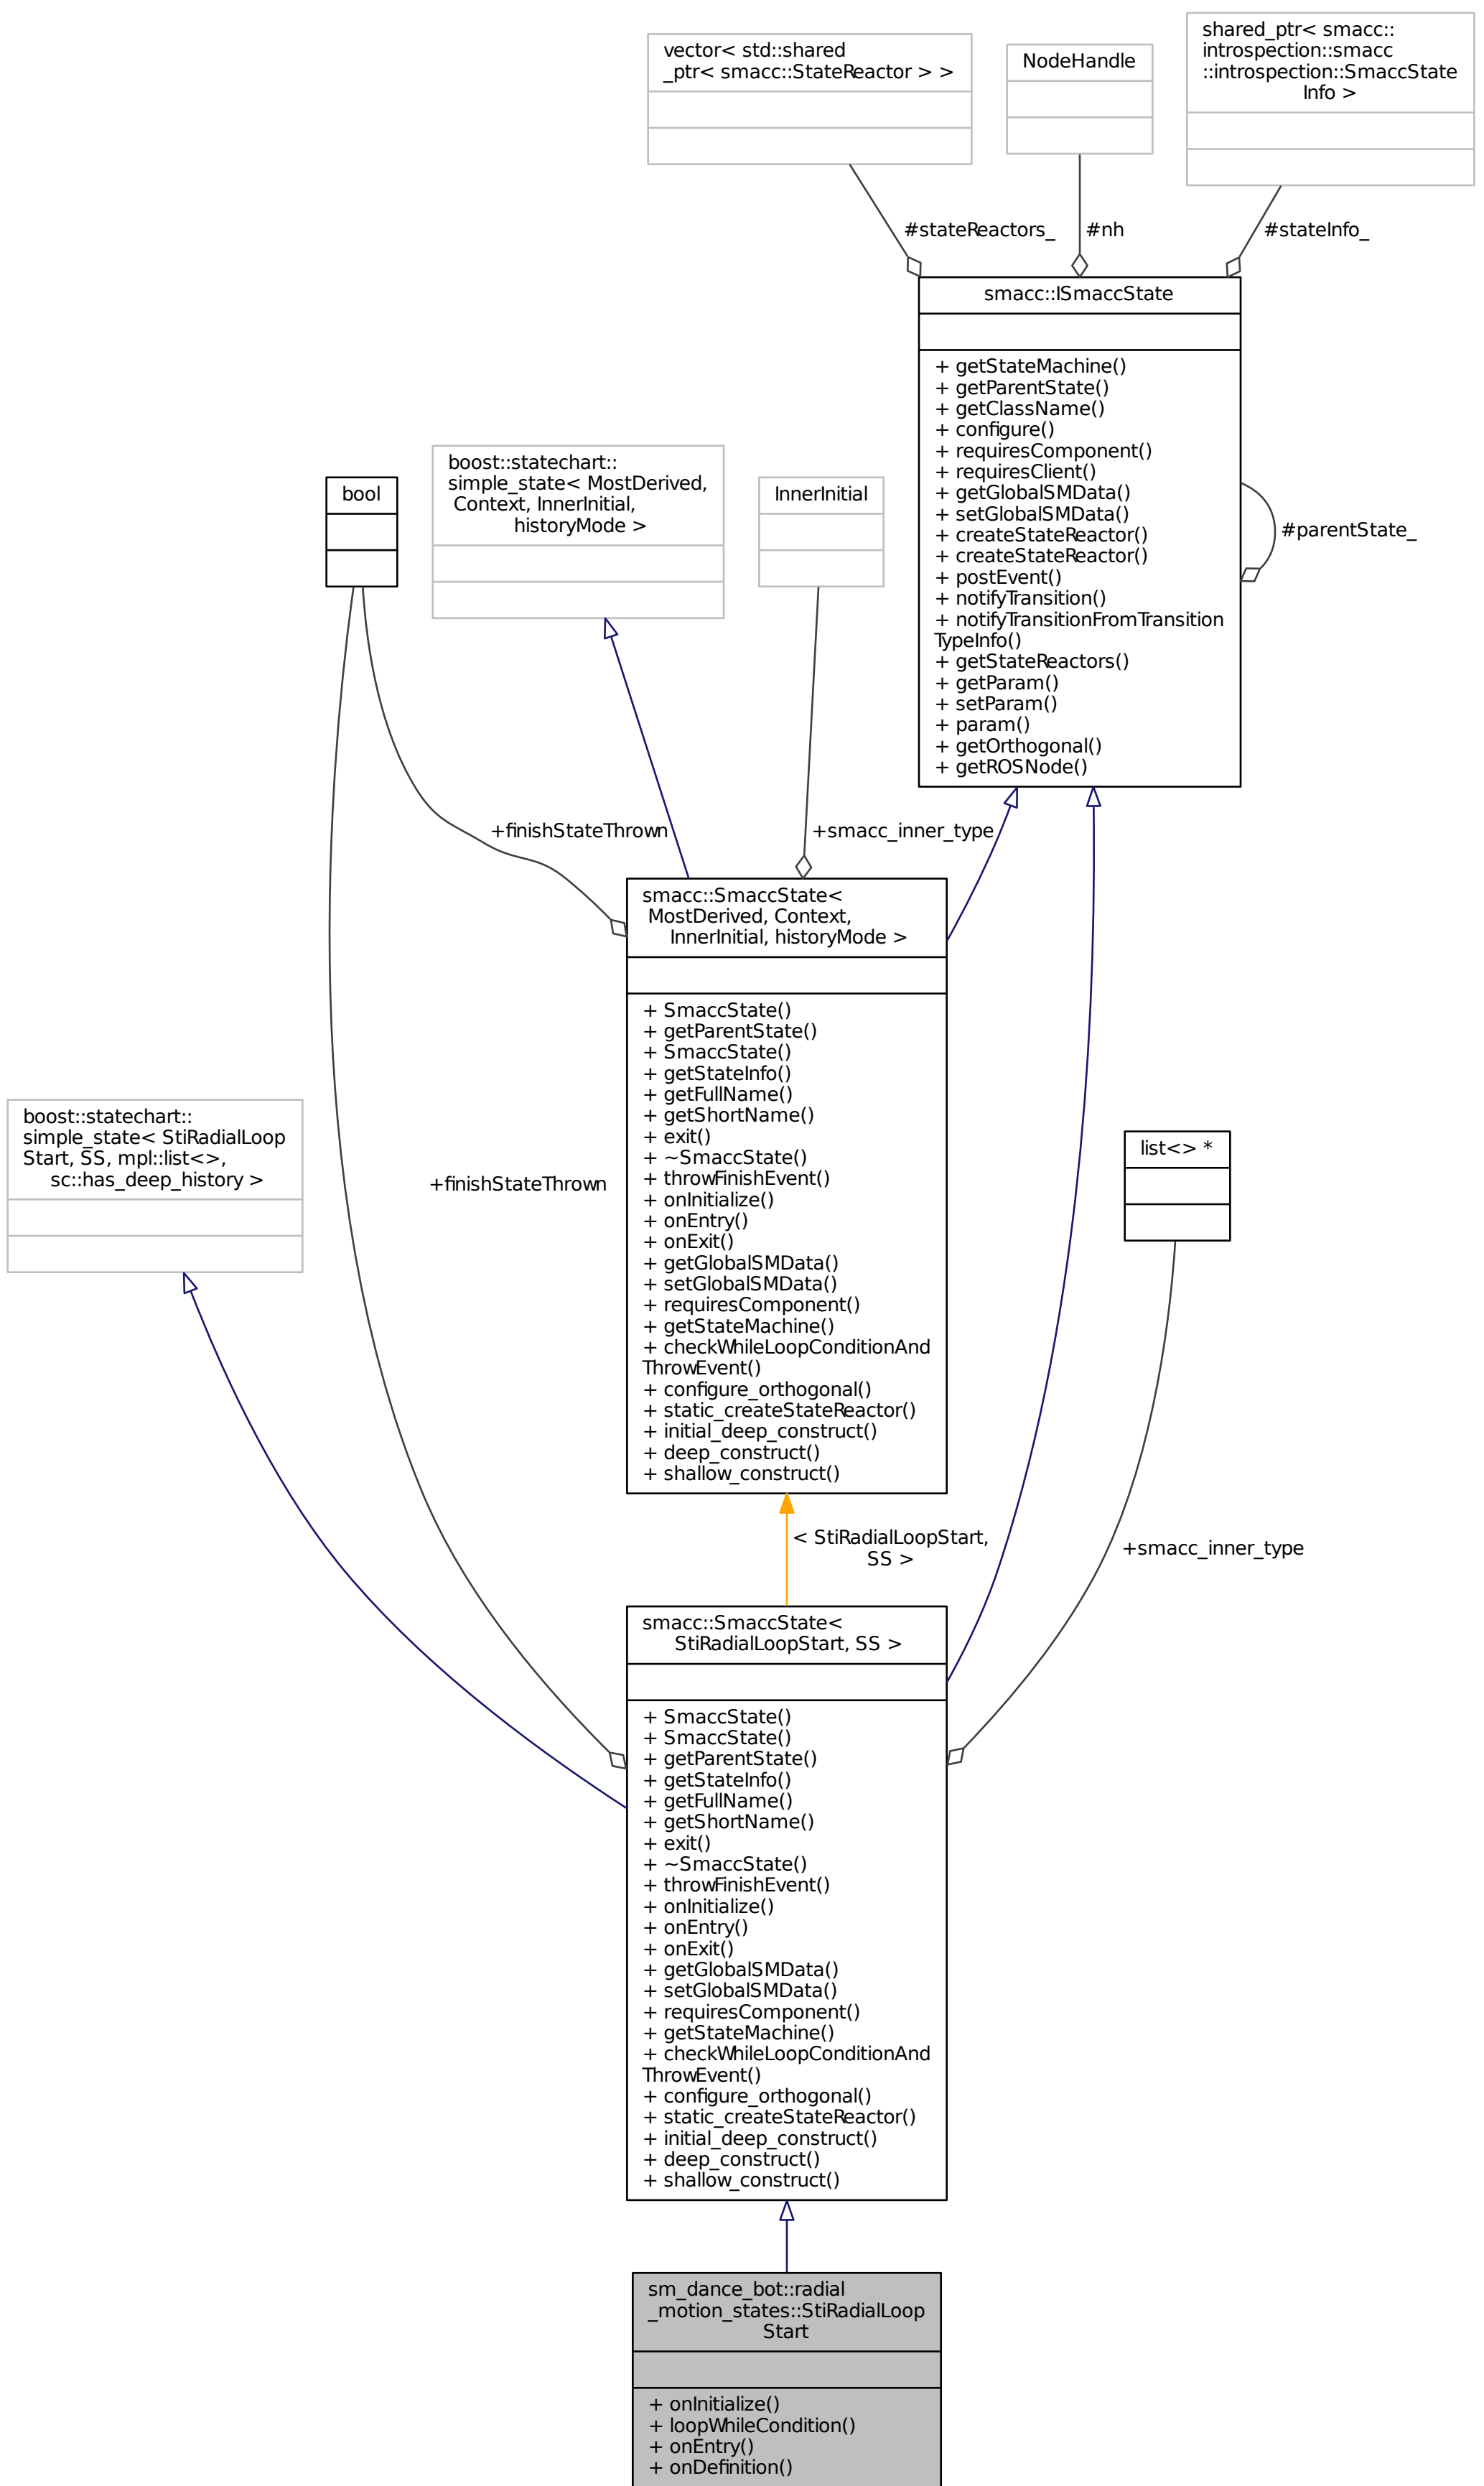 vector< std::shared
_ptr< smacc::StateReactor > >
NodeHandle
shared_ptr< smacc::
introspection::smacc
::introspection::SmaccState
Info >
#stateReactors_
#nh
#stateInfo_
smacc::ISmaccState
+ getStateMachine()
+ getParentState()
+ getClassName()
+ configure()
+ requiresComponent()
+ requiresClient()
+ getGlobalSMData()
+ setGlobalSMData()
+ createStateReactor()
+ createStateReactor()
+ postEvent()
+ notifyTransition()
+ notifyTransitionFromTransition
TypeInfo()
+ getStateReactors()
+ getParam()
+ setParam()
+ param()
+ getOrthogonal()
+ getROSNode()
#parentState_
bool
boost::statechart::
simple_state< MostDerived,
Context, InnerInitial,
historyMode >
InnerInitial
+finishStateThrown
+smacc_inner_type
smacc::SmaccState<
MostDerived, Context,
InnerInitial, historyMode >
+ SmaccState()
+ getParentState()
+ SmaccState()
+ getStateInfo()
+ getFullName()
+ getShortName()
+ exit()
+ ~SmaccState()
+ throwFinishEvent()
+ onInitialize()
+ onEntry()
+ onExit()
+ getGlobalSMData()
+ setGlobalSMData()
+ requiresComponent()
+ getStateMachine()
+ checkWhileLoopConditionAnd
ThrowEvent()
+ configure_orthogonal()
+ static_createStateReactor()
+ initial_deep_construct()
+ deep_construct()
+ shallow_construct()
boost::statechart::
simple_state< StiRadialLoop
Start, SS, mpl::list<>,
sc::has_deep_history >
+finishStateThrown
list<> *
< StiRadialLoopStart,
SS >
+smacc_inner_type
smacc::SmaccState<
StiRadialLoopStart, SS >
+ SmaccState()
+ SmaccState()
+ getParentState()
+ getStateInfo()
+ getFullName()
+ getShortName()
+ exit()
+ ~SmaccState()
+ throwFinishEvent()
+ onInitialize()
+ onEntry()
+ onExit()
+ getGlobalSMData()
+ setGlobalSMData()
+ requiresComponent()
+ getStateMachine()
+ checkWhileLoopConditionAnd
ThrowEvent()
+ configure_orthogonal()
+ static_createStateReactor()
+ initial_deep_construct()
+ deep_construct()
+ shallow_construct()
sm_dance_bot::radial
_motion_states::StiRadialLoop
Start
+ onInitialize()
+ loopWhileCondition()
+ onEntry()
+ onDefinition()